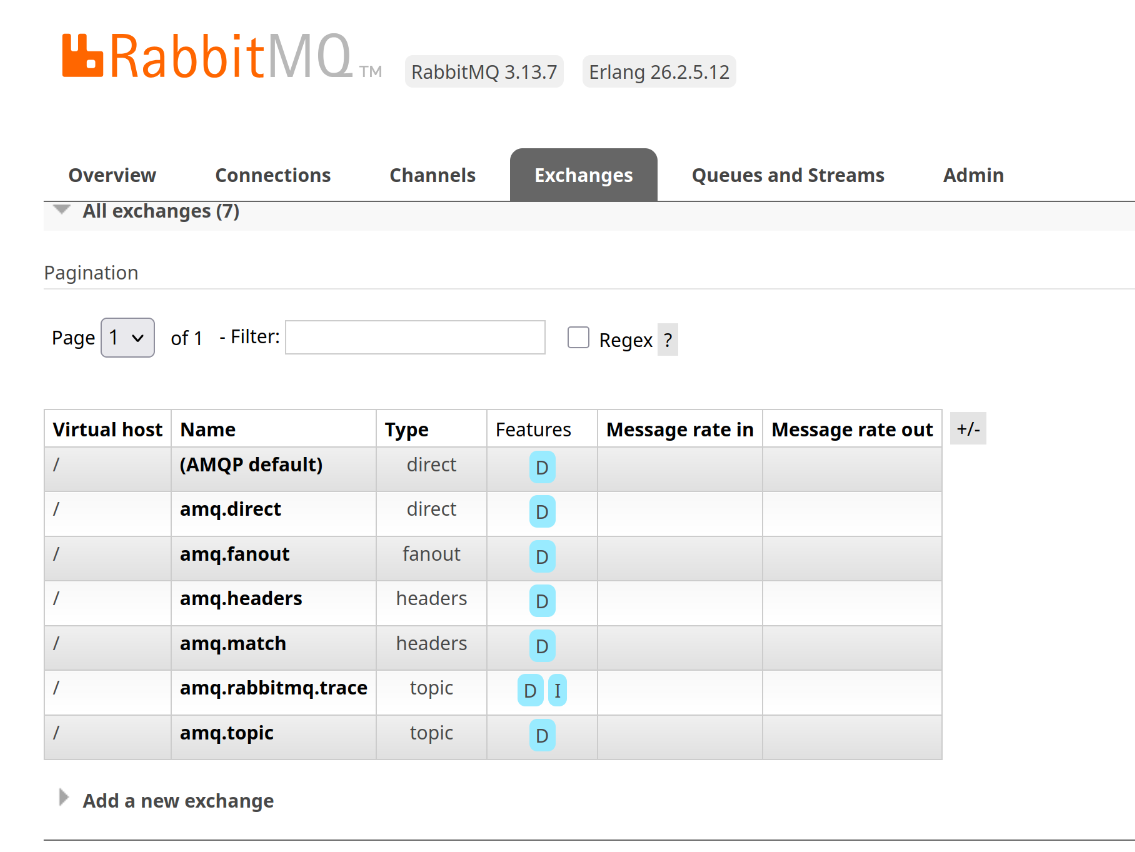 RabbitMQ TM RabbitMQ 3.13.7 Erlang 26.2.5.12
Overview Connections Channels Exchanges Queues and Streams Admin
All exchanges (7)
Pagination
Page 1 of 1 - Filter: Regex ?
Virtual host Name Type Features Message rate in Message rate out +/-
/ (AMQP default) direct D
/ amq.direct direct D
/ amq.fanout fanout D
/ amq.headers headers D
/ amq.match headers D
/ amq.rabbitmq.trace topic D I
/ amq.topic topic D
Add a new exchange